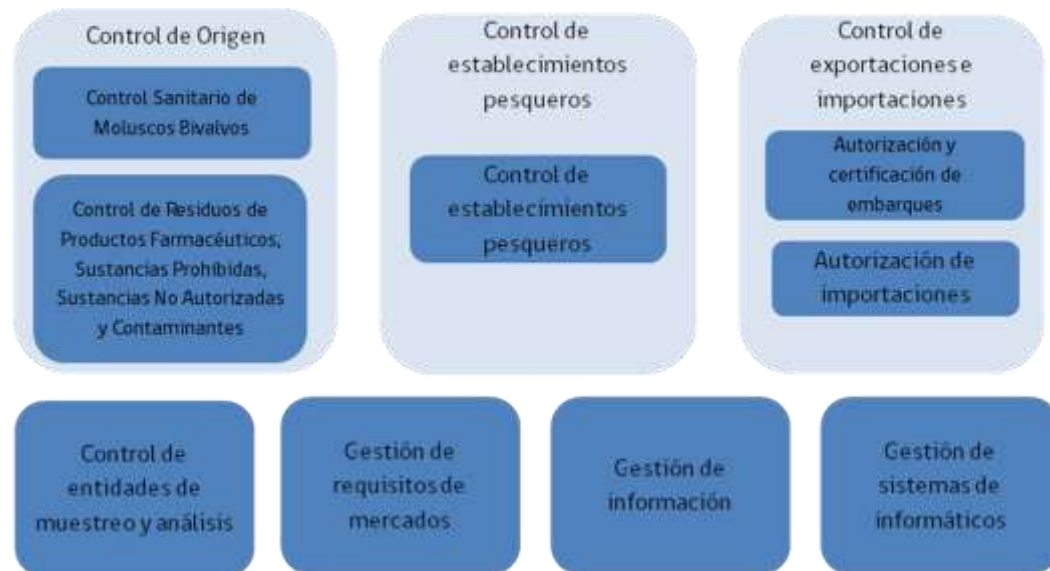 Control de Origen
Control Sanitario de
Moluscos Bivalvos
Control de Residuos de
Productos Farmacéuticos,
Sustancias Prohibidas,
Sustancias No Autorizadas
y Contaminantes
Control de
establecimientos
pesqueros
Control de
establecimientos
pesqueros
Control de
exportaciones e
importaciones
Autorización y
certificación de
embarques
Autorización de
importaciones
Control de
entidades de
muestreo y análisis
Gestión de
requisitos de
mercados
Gestión de
información
Gestión de
sistemas de
informáticos